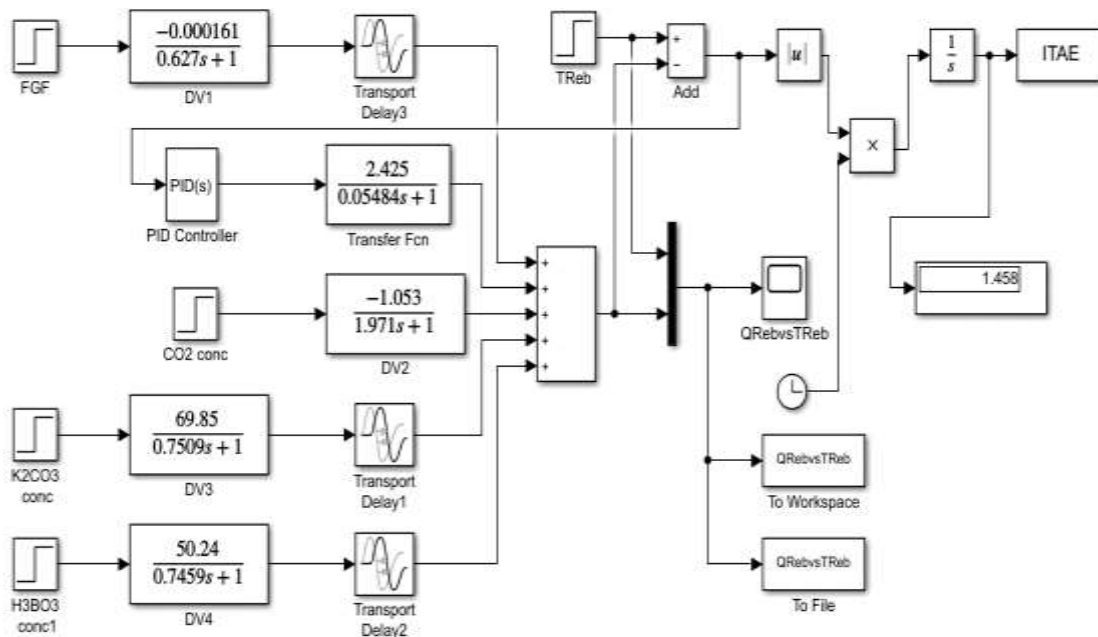 FGF
-0.000161
0.627s + 1
DV1
Transport
Delay3
TReb
+
−
Add
|u|
1
s
ITAE
×
PID(s)
PID Controller
2.425
0.05484s + 1
Transfer Fcn
CO2 conc
-1.053
1.971s + 1
DV2
+
+
+
+
+
QRebvsTReb
1.458
K2CO3
conc
69.85
0.7509s + 1
DV3
Transport
Delay1
QRebvsTReb
To Workspace
H3BO3
conc1
50.24
0.7459s + 1
DV4
Transport
Delay2
QRebvsTReb
To File